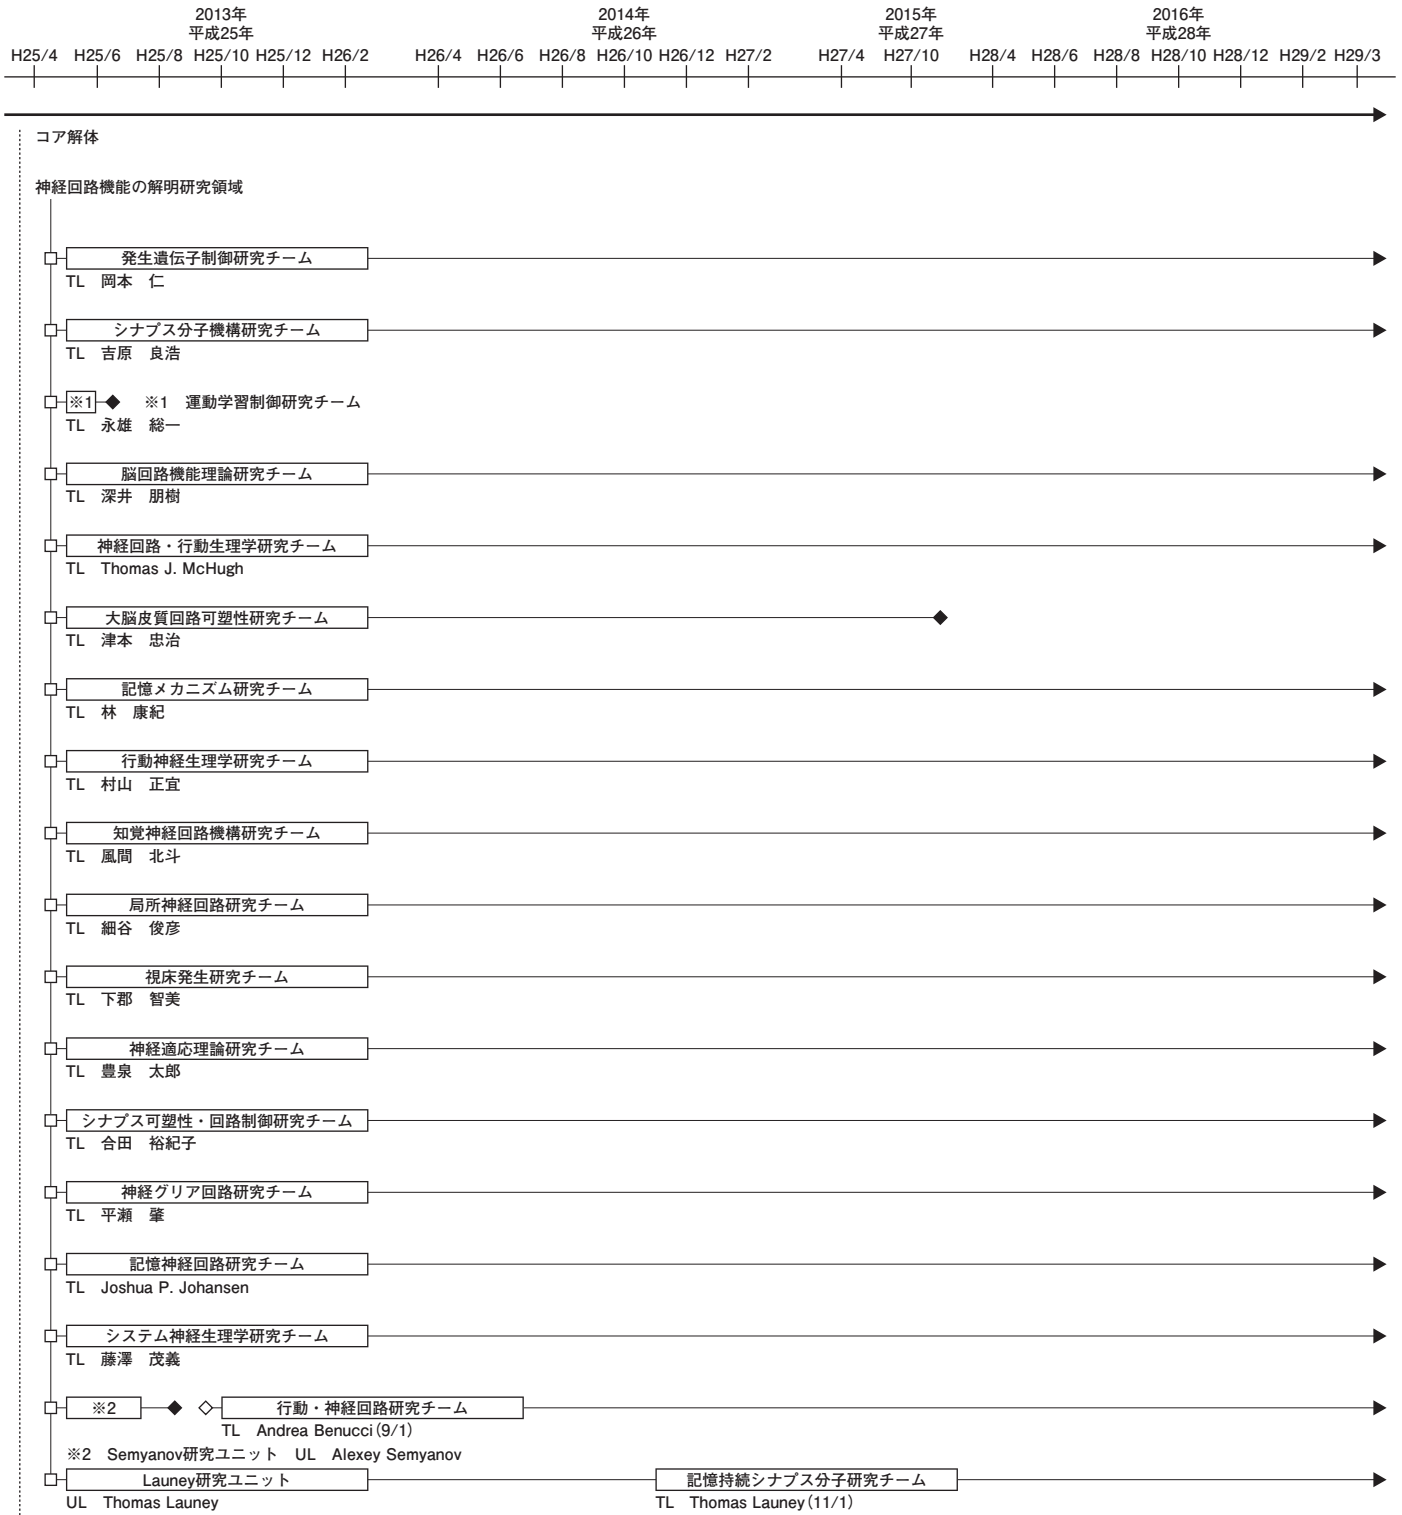 2013年 2014年 2015年 2016年
平成25年 平成26年 平成27年 平成28年
H25/4 H25/6 H25/8 H25/10 H25/12 H26/2 H26/4 H26/6 H26/8 H26/10 H26/12 H27/2 H27/4 H27/10 H28/4 H28/6 H28/8 H28/10 H28/12 H29/2 H29/3
コア解体
神経回路機能の解明研究領域
発生遺伝子制御研究チーム
TL 岡本 仁
シナプス分子機構研究チーム
TL 吉原 良浩
※1 ※1 運動学習制御研究チーム
TL 永雄 総一
脳回路機能理論研究チーム
TL 深井 朋樹
神経回路・行動生理学研究チーム
TL Thomas J. McHugh
大脳皮質回路可塑性研究チーム
TL 津本 忠治
記憶メカニズム研究チーム
TL 林 康紀
行動神経生理学研究チーム
TL 村山 正宜
知覚神経回路機構研究チーム
TL 風間 北斗
局所神経回路研究チーム
TL 細谷 俊彦
視床発生研究チーム
TL 下郡 智美
神経適応理論研究チーム
TL 豊泉 太郎
シナプス可塑性・回路制御研究チーム
TL 合田 裕紀子
神経グリア回路研究チーム
TL 平瀬 肇
記憶神経回路研究チーム
TL Joshua P. Johansen
システム神経生理学研究チーム
TL 藤澤 茂義
※2 行動・神経回路研究チーム
TL Andrea Benucci(9/1)
※2 Semyanov研究ユニット UL Alexey Semyanov
Launey研究ユニット 記憶持続シナプス分子研究チーム
UL Thomas Launey TL Thomas Launey(11/1)